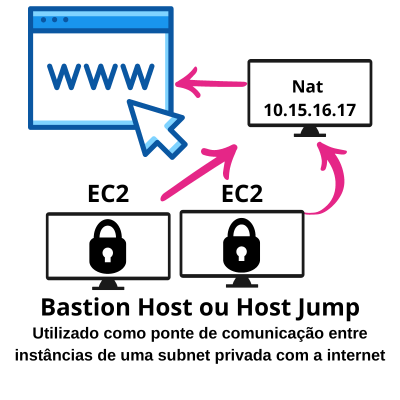 WWW
Nat
10.15.16.17
EC2
EC2
Bastion Host ou Host Jump
Utilizado como ponte de comunicação entre
instâncias de uma subnet privada com a internet